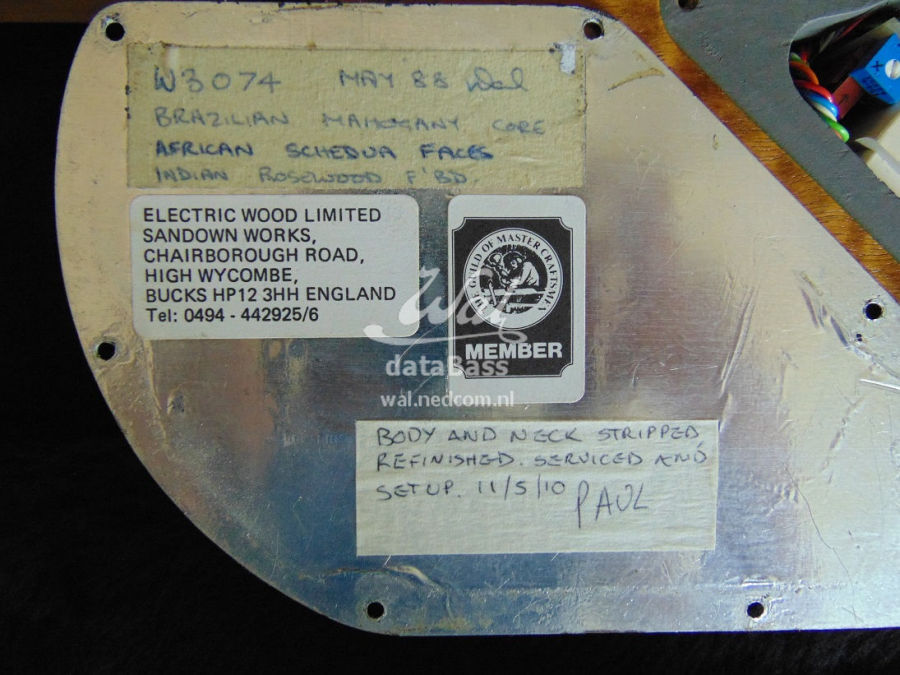 W3074 MAY 88 Wal
BRAZILIAN MAHOGANY CORE
AFRICAN SCHEDUA FACES
INDIAN ROSEWOOD F'BD.
ELECTRIC WOOD LIMITED
SANDOWN WORKS,
CHAIRBOROUGH ROAD,
HIGH WYCOMBE,
BUCKS HP12 3HH ENGLAND
Tel: 0494 - 442925/6
THE GUILD OF MASTER CRAFTSMEN
MEMBER
Wal
dataBass
wal.nedcom.nl
BODY AND NECK STRIPPED
REFINISHED. SERVICED AND
SETUP. 11/5/10 PAUL